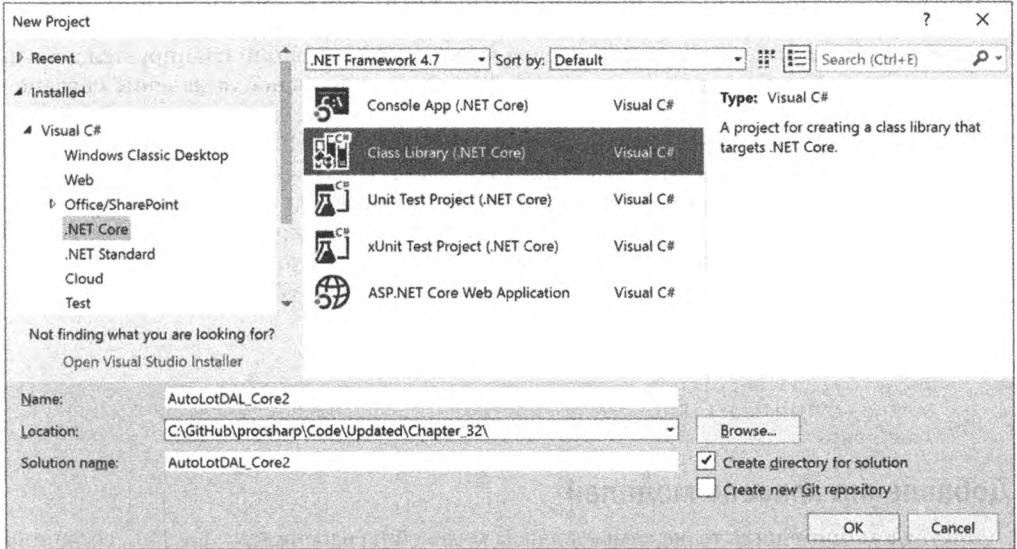 New Project ? ×
Recent
Installed
Visual C#
Windows Classic Desktop
Web
Office/SharePoint
.NET Core
.NET Standard
Cloud
Test
Not finding what you are looking for?
Open Visual Studio Installer
.NET Framework 4.7 Sort by: Default
Search (Ctrl+E)
Console App (.NET Core) Visual C#
Class Library (.NET Core) Visual C#
Unit Test Project (.NET Core) Visual C#
xUnit Test Project (.NET Core) Visual C#
ASP.NET Core Web Application Visual C#
Type: Visual C#
A project for creating a class library that
targets .NET Core.
Name: AutoLotDAL_Core2
Location: C:\GitHub\procsharp\Code\Updated\Chapter_32\ Browse...
Solution name: AutoLotDAL_Core2
Create directory for solution
Create new Git repository
OK Cancel